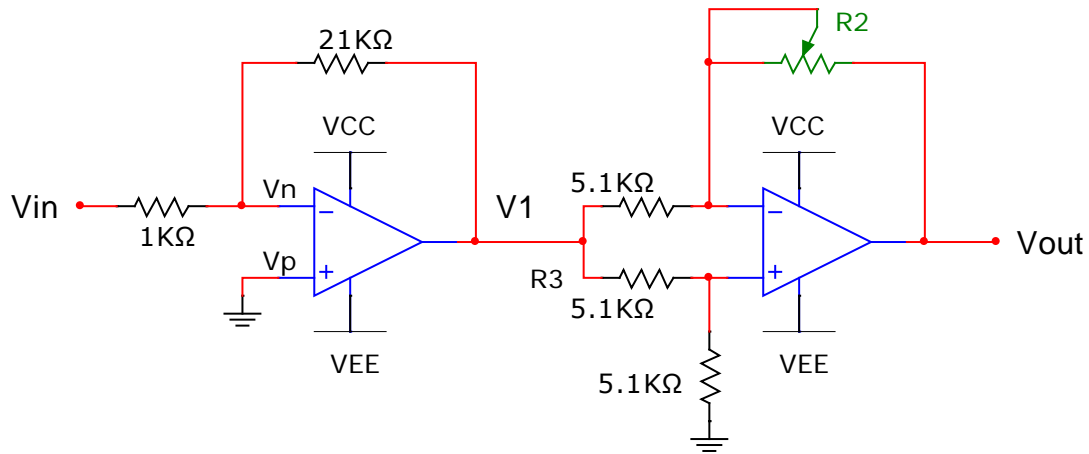 R2
21KΩ
VCC
VCC
5.1KΩ
Vin
Vn
V1
1KΩ
Vout
Vp
R3
5.1KΩ
VEE
VEE
5.1KΩ